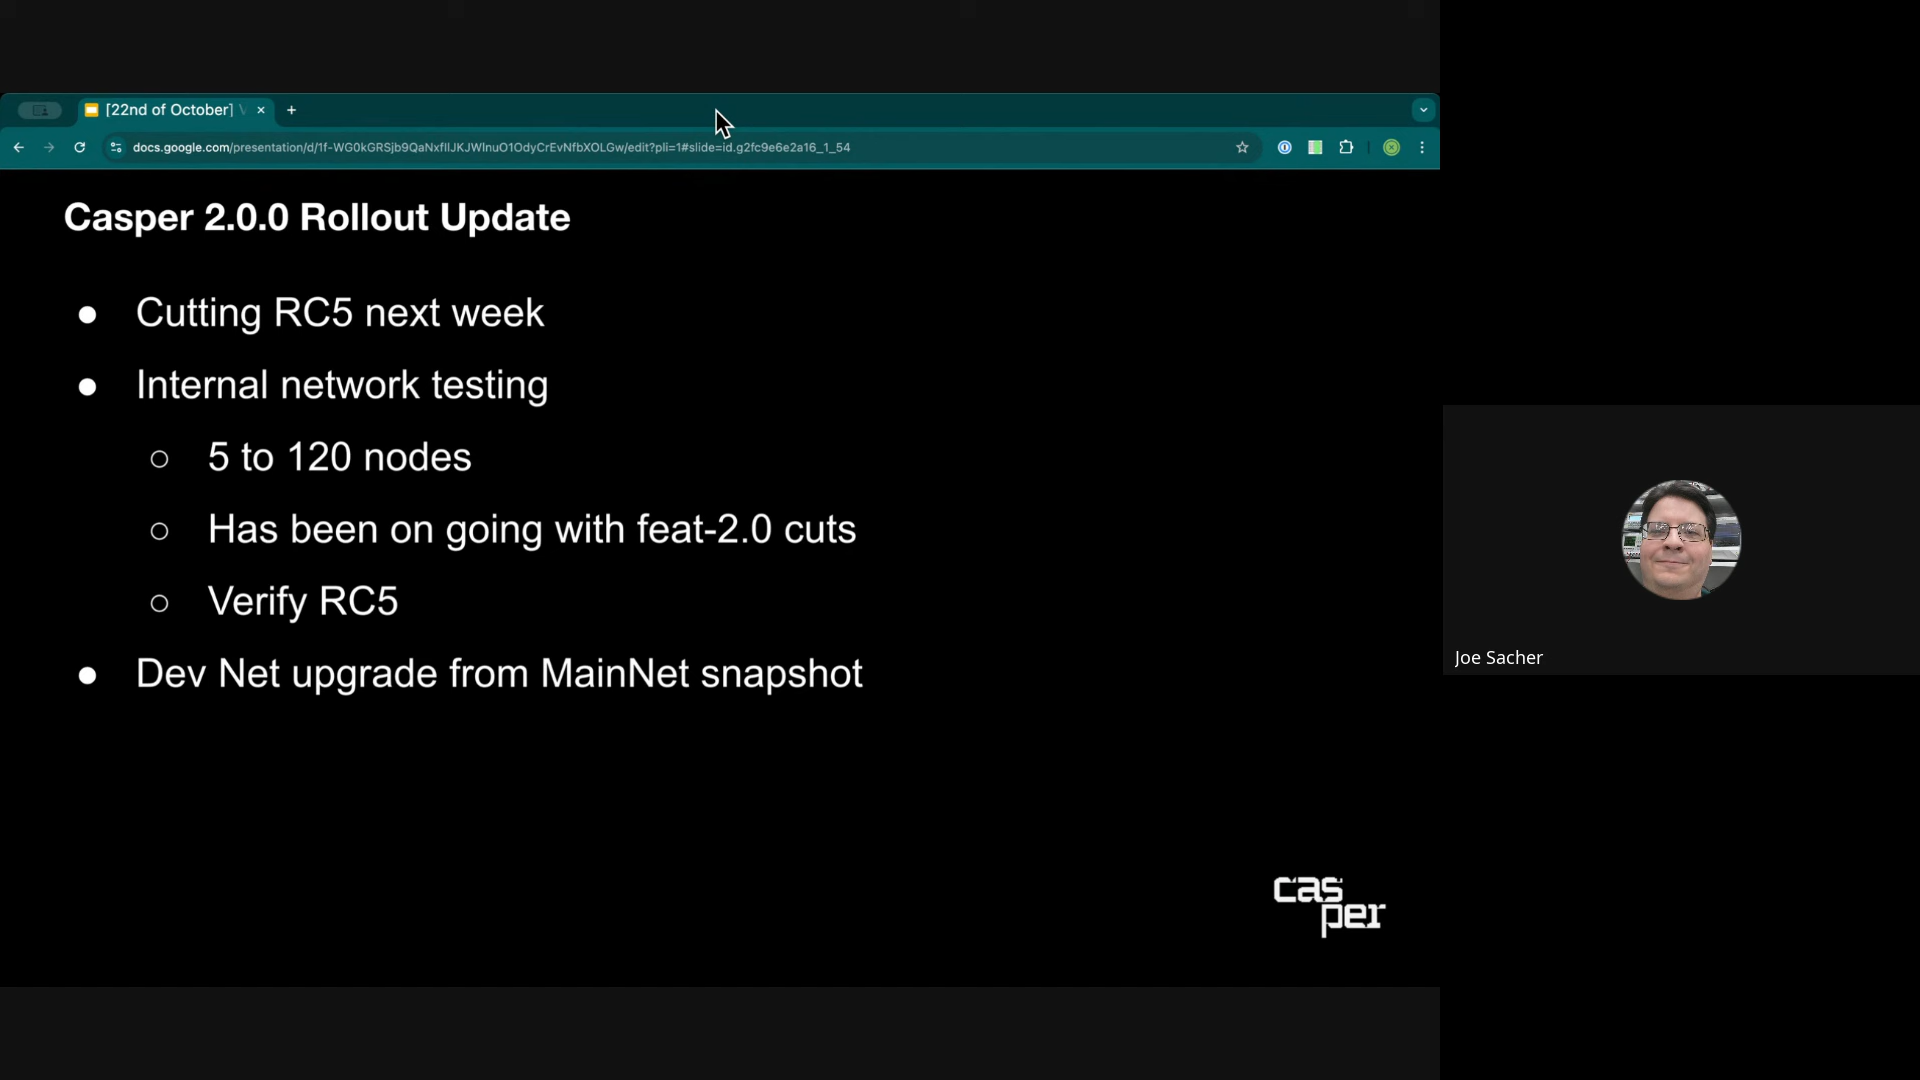 [22nd of October]
docs.google.com/presentation/d/1f-WG0kGRSjb9QaNxfIlJKJWlnuO1OdyCrEvNfbXOLGw/edit?pli=1#slide=id.g2fc9e6e2a16_1_54
Casper 2.0.0 Rollout Update
● Cutting RC5 next week
● Internal network testing
○ 5 to 120 nodes
○ Has been on going with feat-2.0 cuts
○ Verify RC5
● Dev Net upgrade from MainNet snapshot
Joe Sacher
cas
per